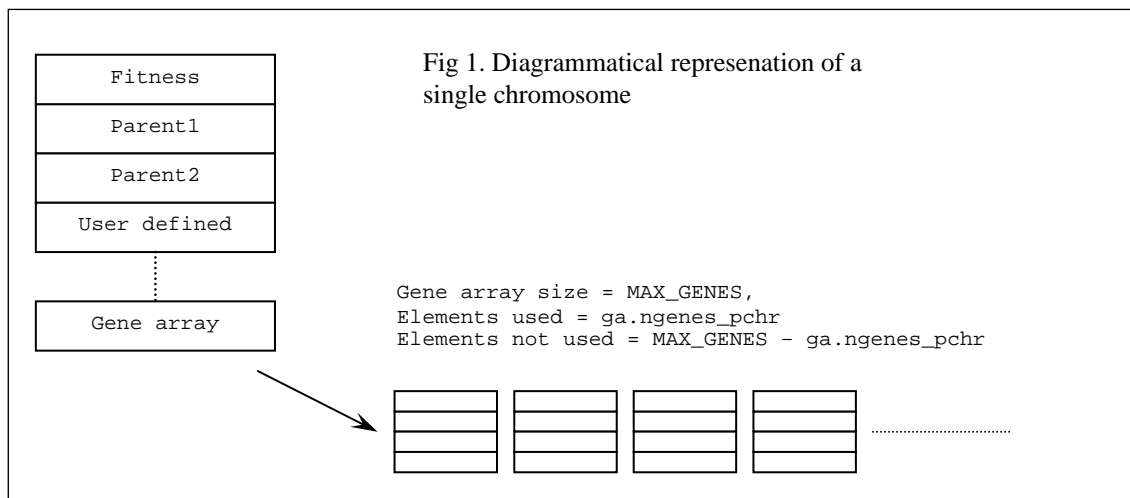 Fitness
Parent1
Parent2
User defined
Gene array
Fig 1. Diagrammatical represenation of a
single chromosome
Gene array size = MAX_GENES,
Elements used = ga.ngenes_pchr
Elements not used = MAX_GENES – ga.ngenes_pchr